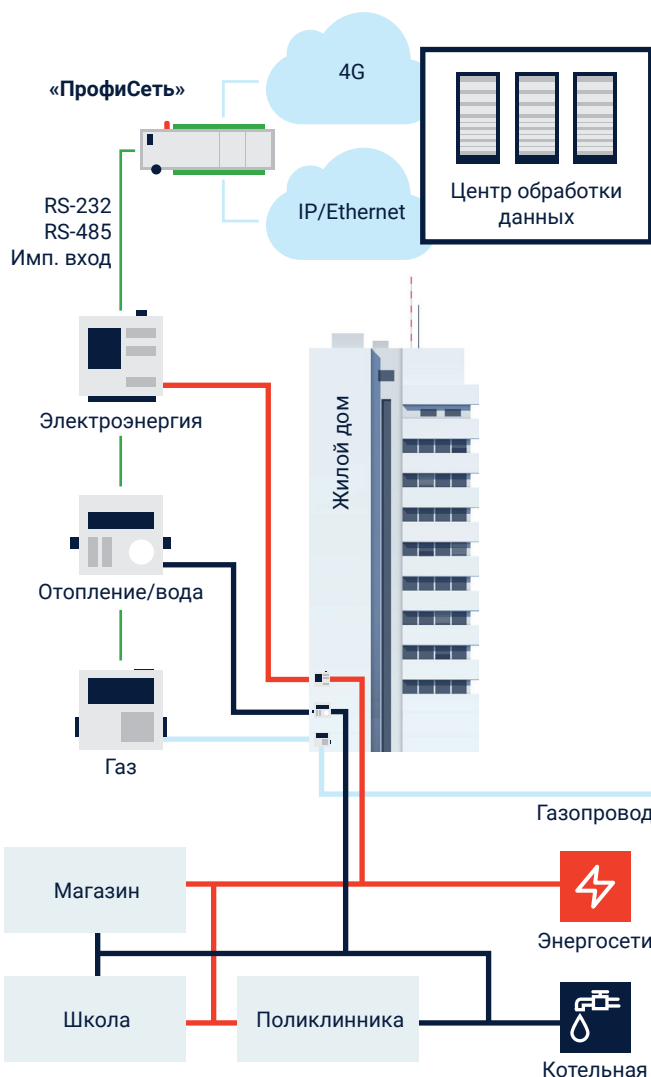 4G
«ПрофиСеть»
IP/Ethernet
Центр обработки
данных
RS-232
RS-485
Имп. вход
Электроэнергия
Жилой дом
Отопление/вода
Газ
Газопровод
Магазин
Энергосети
Школа
Поликлинника
Котельная